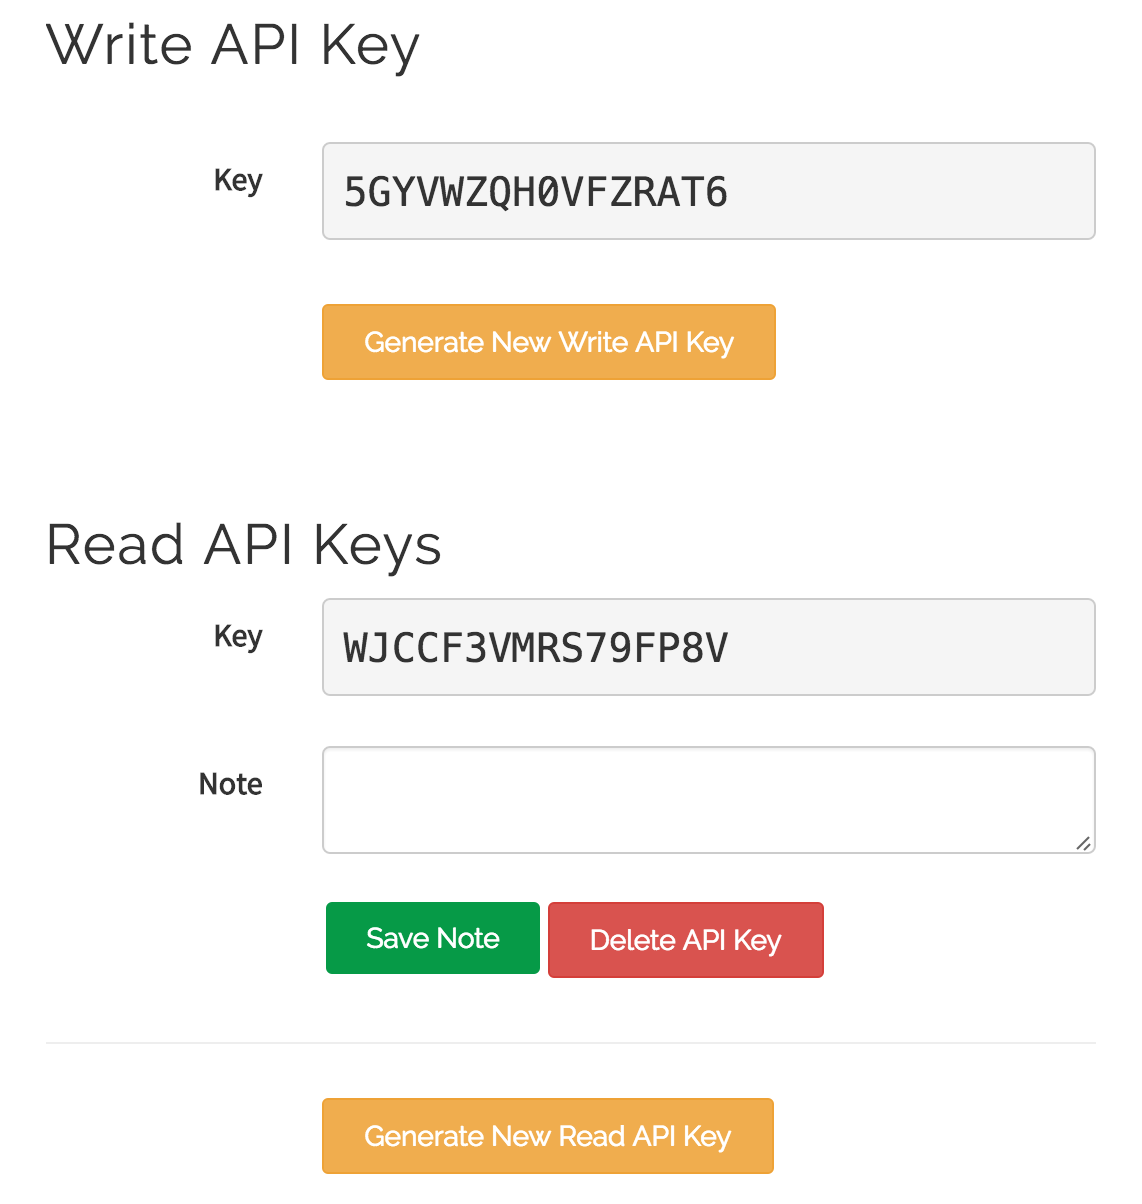 Write API Key
Key
5GYVWZQH0VFZRAT6
Generate New Write API Key
Read API Keys
Key
WJCCF3VMRS79FP8V
Note
Save Note
Delete API Key
Generate New Read API Key